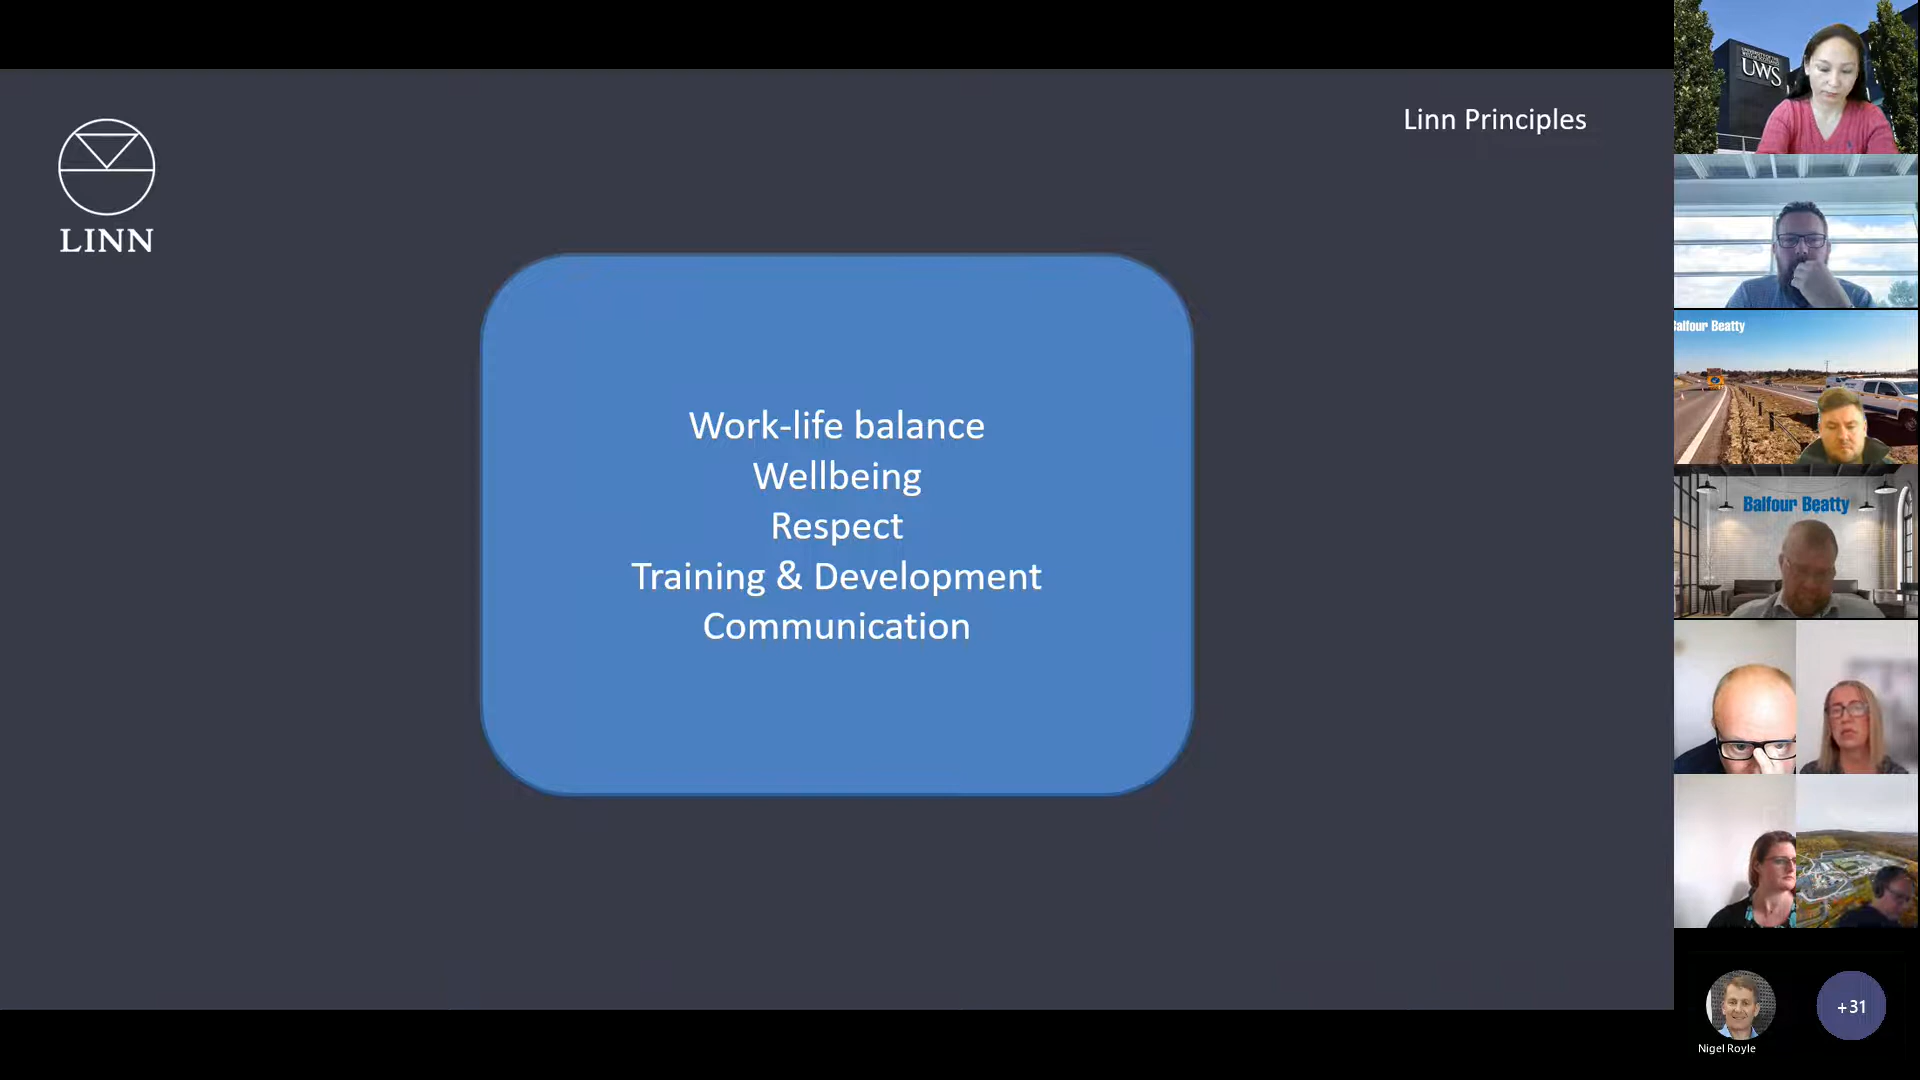 Linn Principles
LINN
Work-life balance
Wellbeing
Respect
Training & Development
Communication
UWS
Balfour Beatty
Balfour Beatty
Nigel Royle
+31